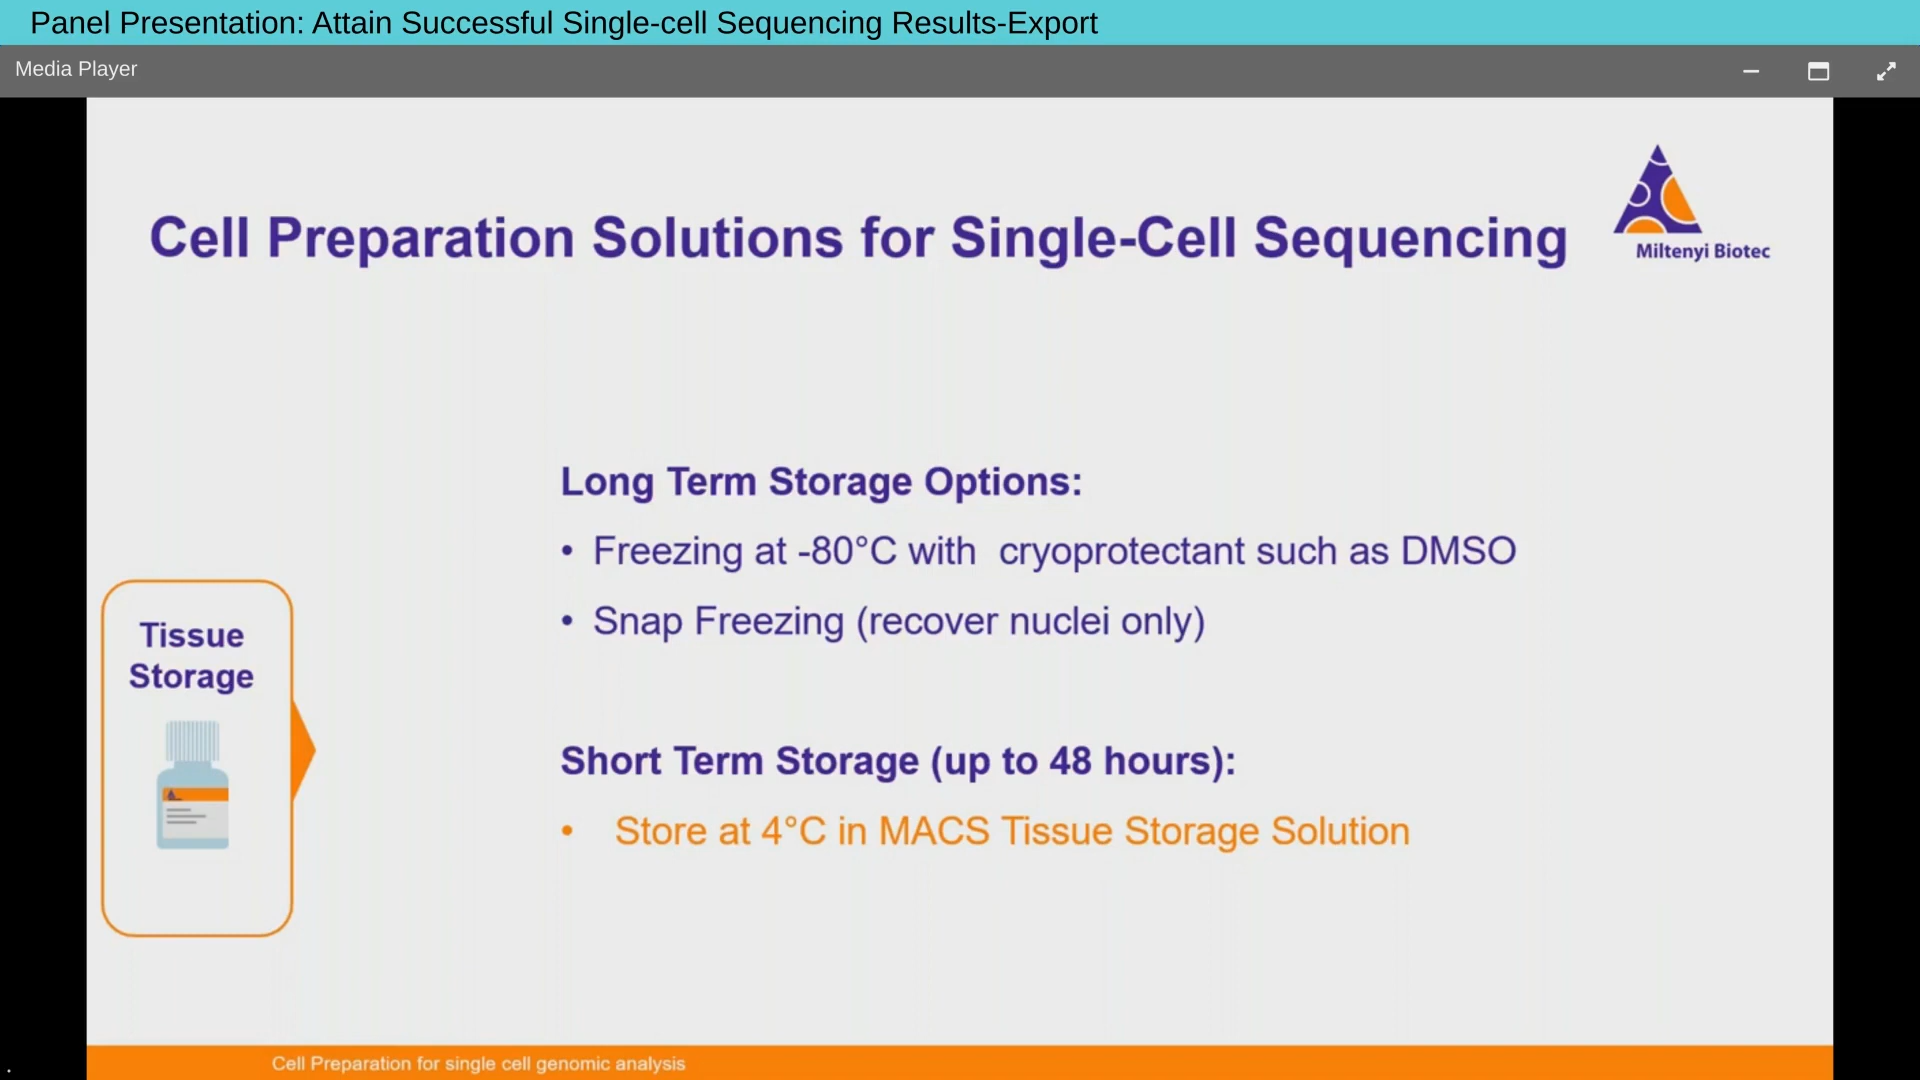 Panel Presentation: Attain Successful Single-cell Sequencing Results-Export
Media Player
Cell Preparation Solutions for Single-Cell Sequencing
Miltenyi Biotec
Long Term Storage Options:
• Freezing at -80°C with  cryoprotectant such as DMSO
• Snap Freezing (recover nuclei only)
Tissue
Storage
Short Term Storage (up to 48 hours):
• Store at 4°C in MACS Tissue Storage Solution
Cell Preparation for single cell genomic analysis